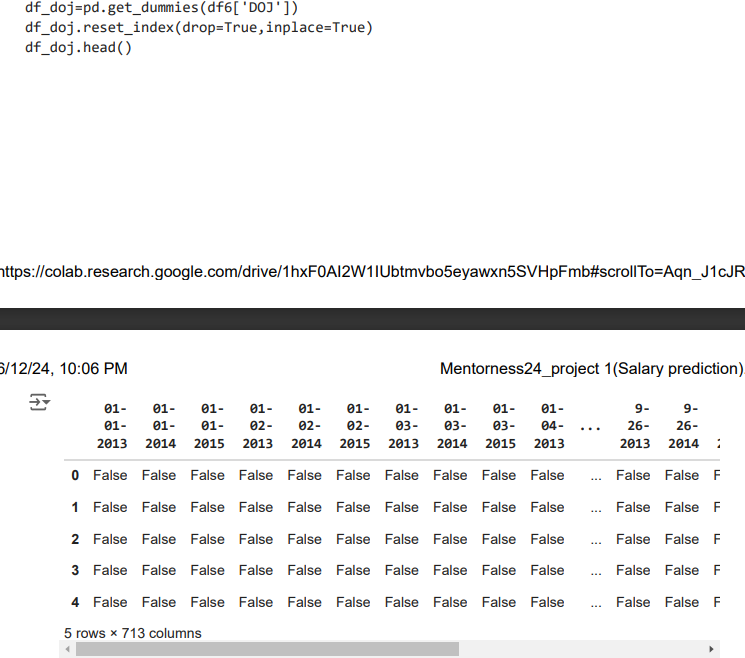 df_doj=pd.get_dummies(df6['DOJ'])
df_doj.reset_index(drop=True,inplace=True)
df_doj.head()
https://colab.research.google.com/drive/1hxF0AI2W1IUbtmvbo5eyawxn5SVHpFmb#scrollTo=Aqn_J1cJR
6/12/24, 10:06 PM Mentorness24_project 1(Salary prediction).
01- 01- 01- 01- 01- 01- 01- 01- 01- 01- 9- 9-
01- 01- 01- 02- 02- 02- 03- 03- 03- 04- ... 26- 26-
2013 2014 2015 2013 2014 2015 2013 2014 2015 2013 2013 2014
0 False False False False False False False False False False ... False False F
1 False False False False False False False False False False ... False False F
2 False False False False False False False False False False ... False False F
3 False False False False False False False False False False ... False False F
4 False False False False False False False False False False ... False False F
5 rows × 713 columns